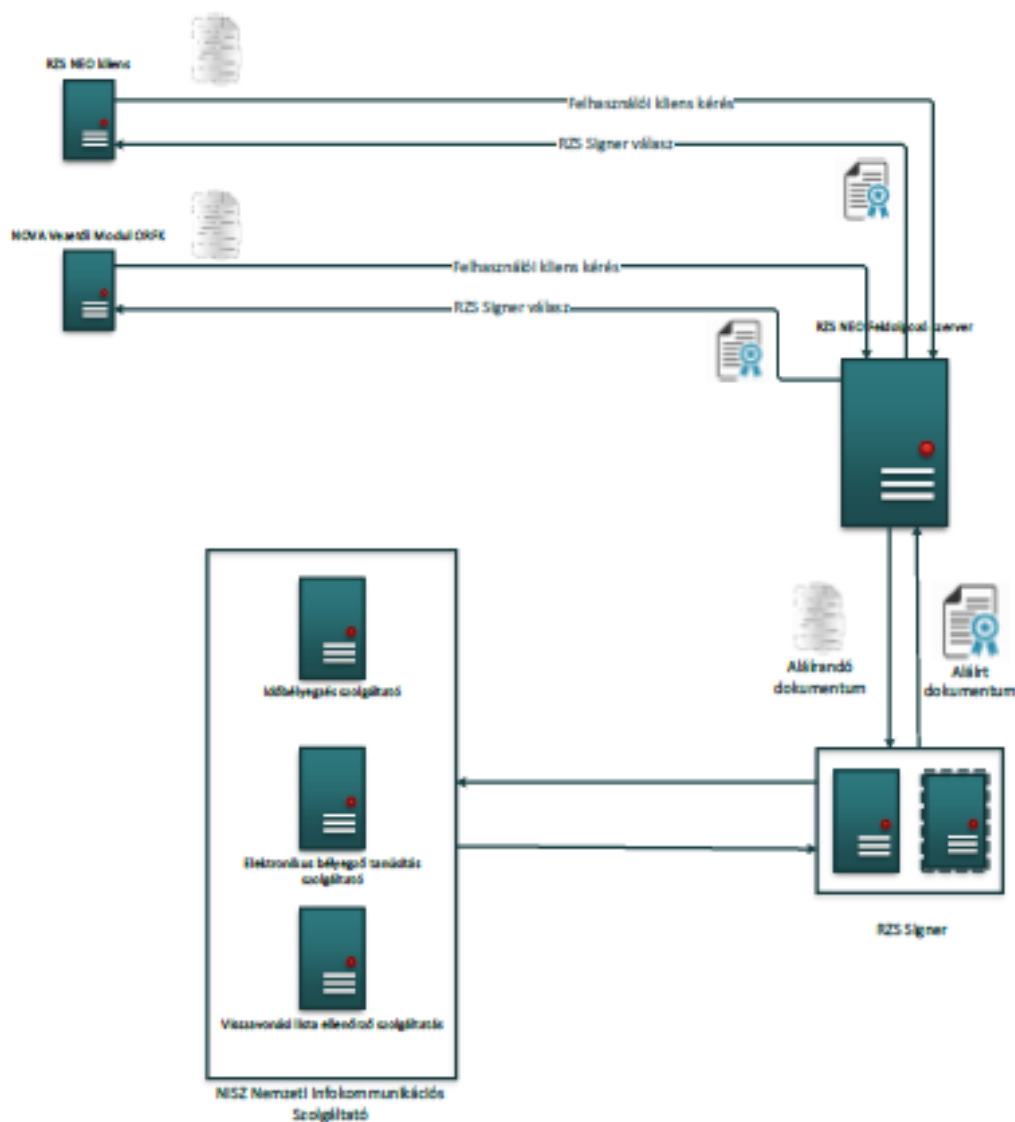 RZS NEO kliens
Felhasználói kliens kérés
RZS Signer válasz
NOVA Vezetői Modul ORFK
Felhasználói kliens kérés
RZS Signer válasz
RZS NEO Feldolgozó szerver
Időbélyegzés szolgáltató
Aláírandó
dokumentum
Aláírt
dokumentum
Elektronikus bélyegző tanúsítás
szolgáltató
RZS Signer
Visszavonási lista ellenőrző szolgáltatás
NISZ Nemzeti Infokommunikációs
Szolgáltató